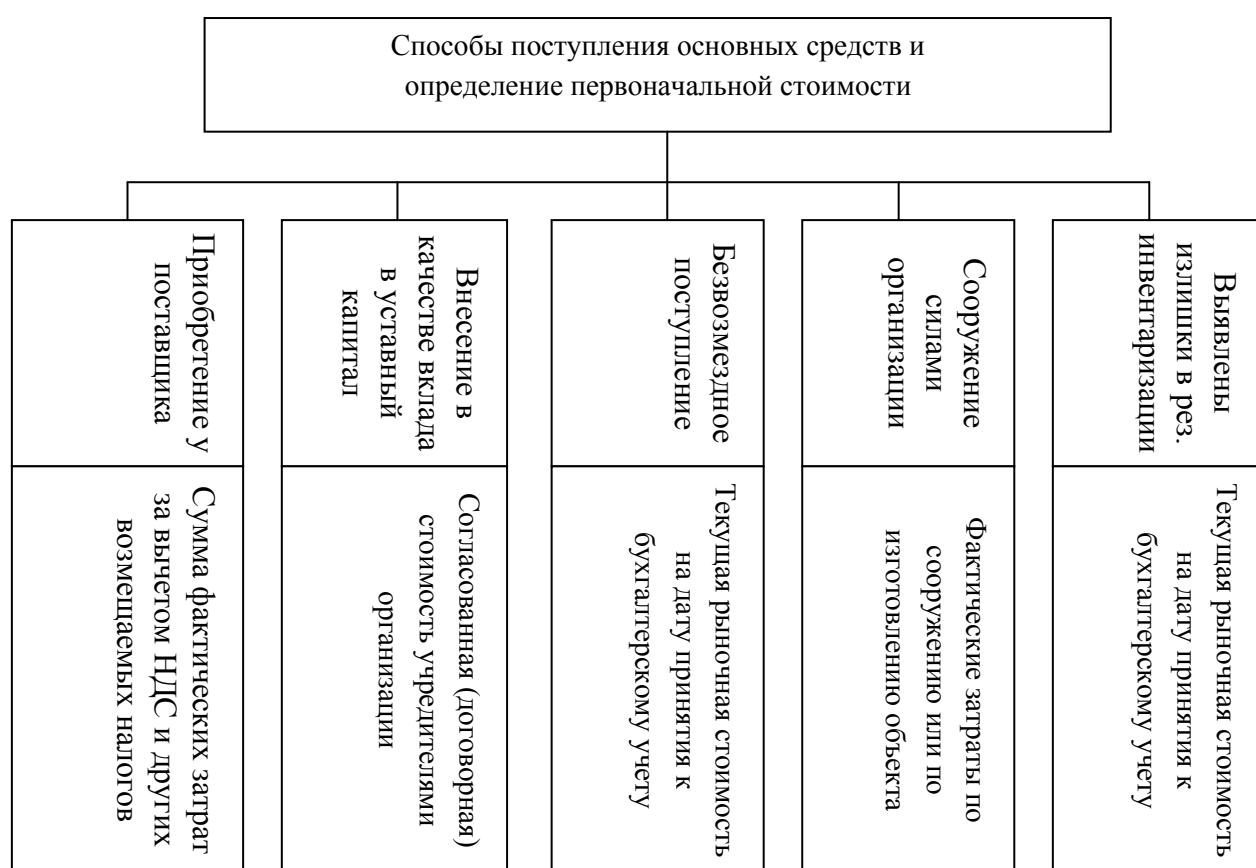 Способы поступления основных средств и
определение первоначальной стоимости
Приобретение у
поставщика
Внесение в
качестве вклада
в уставный
капитал
Безвозмездное
поступление
Сооружение
силами
организации
Выявлены
излишки в рез.
инвентаризации
Сумма фактических затрат
за вычетом НДС и других
возмещаемых налогов
Согласованная (договорная)
стоимость учредителями
организации
Текущая рыночная стоимость
на дату принятия к
бухгалтерскому учету
Фактические затраты по
сооружению или по
изготовлению объекта
Текущая рыночная стоимость
на дату принятия к
бухгалтерскому учету